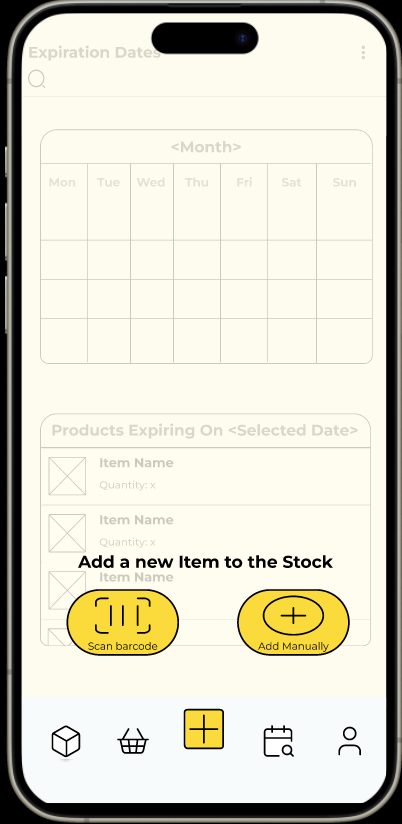 Expiration Dates
<Month>
Mon Tue Wed Thu Fri Sat Sun
Products Expiring On <Selected Date>
Item Name
Quantity: x
Item Name
Quantity: x
Add a new Item to the Stock
Item Name
Scan barcode
Add Manually